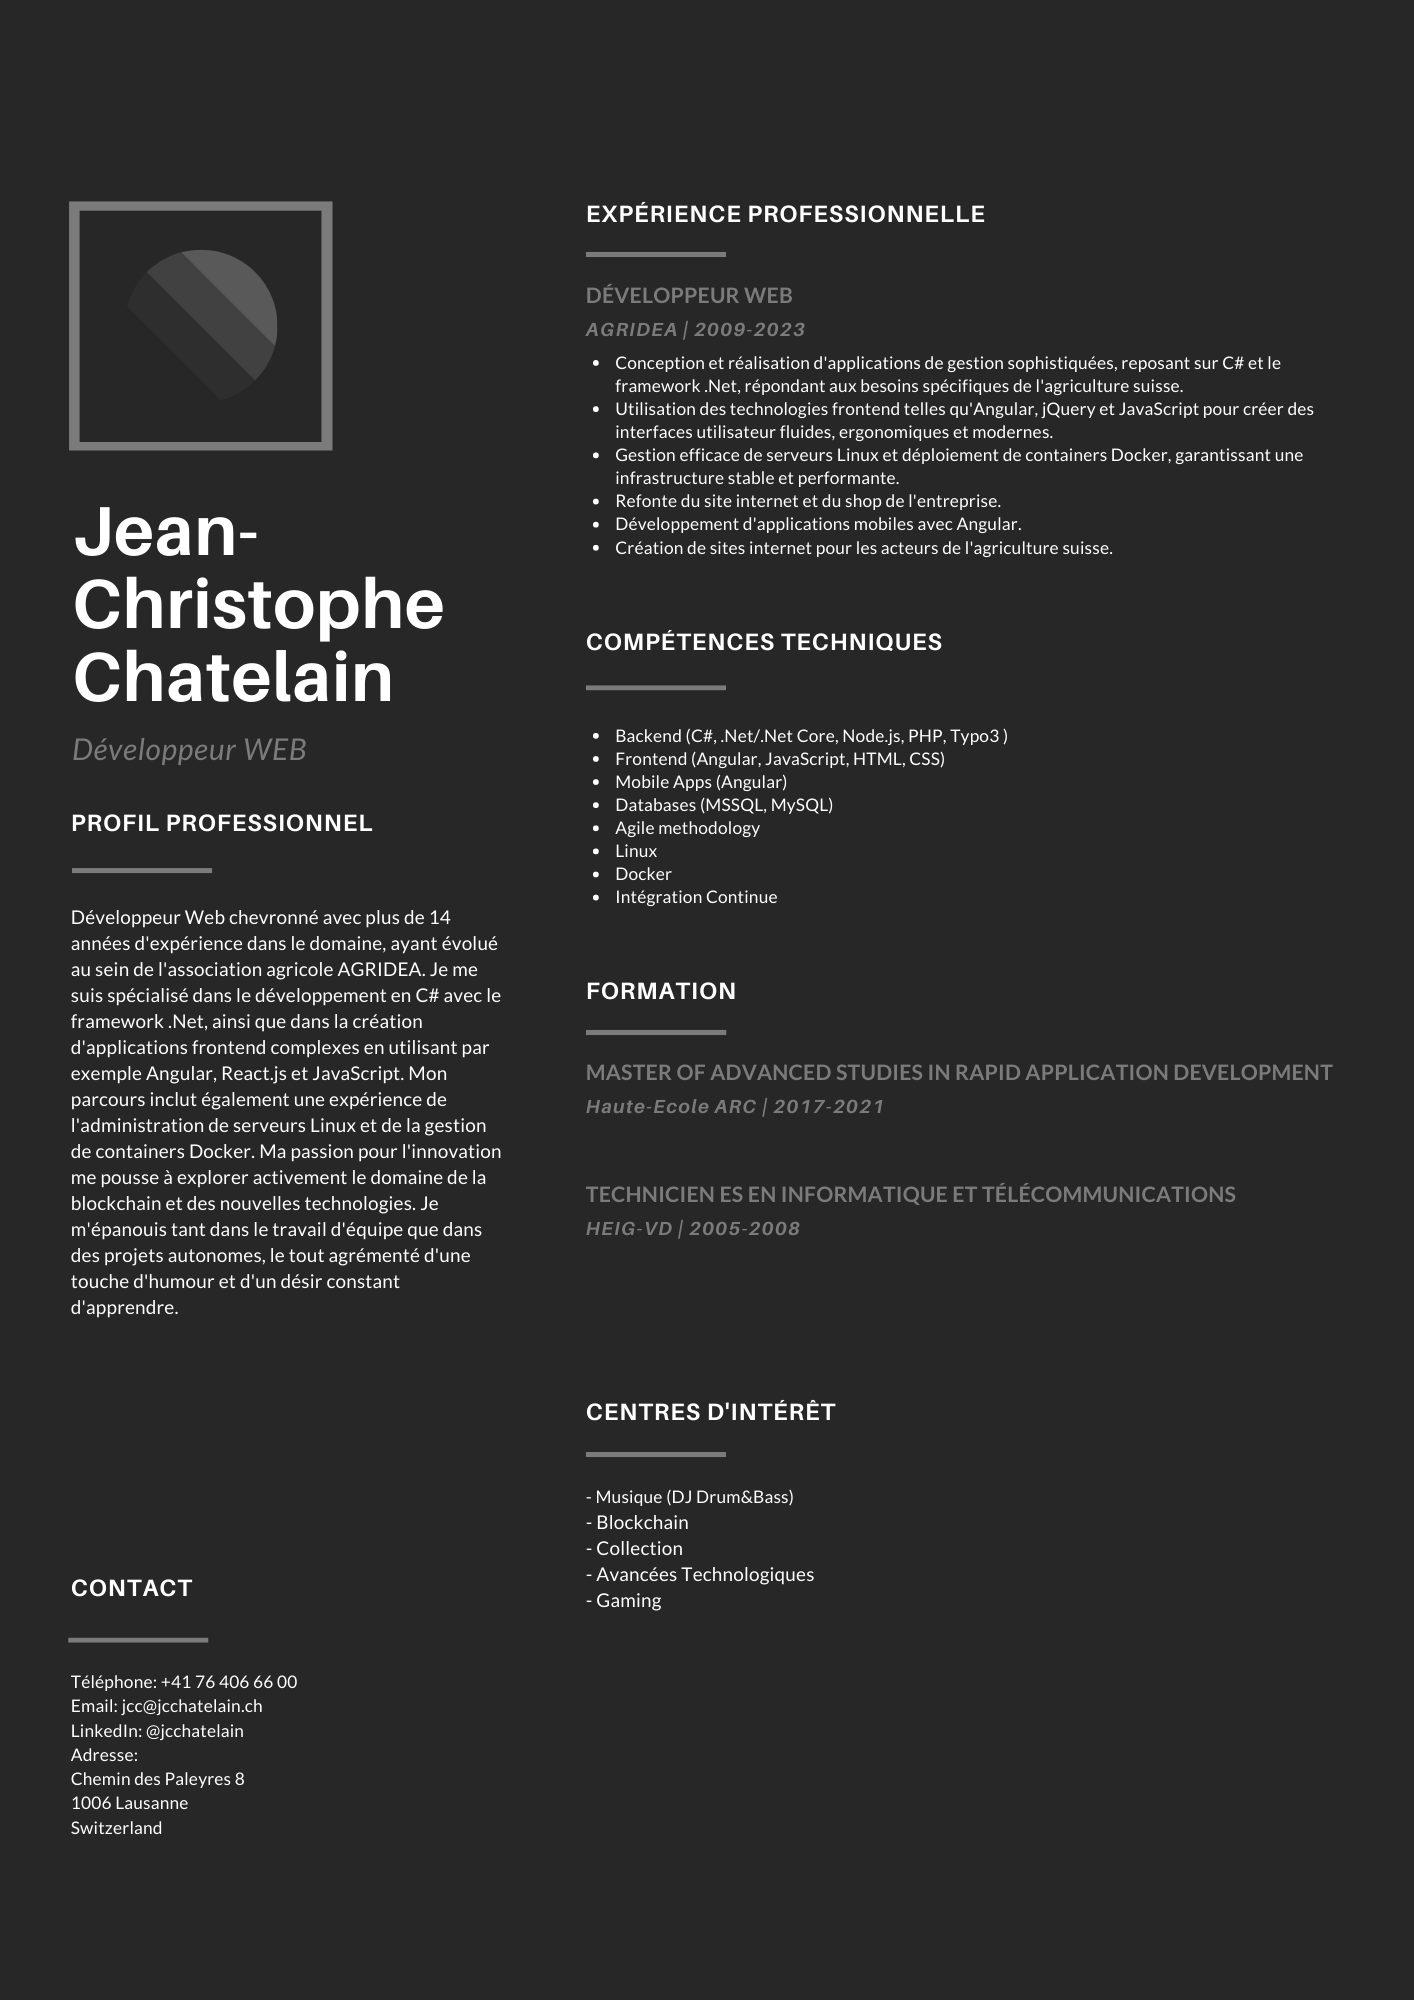 Jean-
Christophe
Chatelain
Développeur WEB
PROFIL PROFESSIONNEL
Développeur Web chevronné avec plus de 14
années d'expérience dans le domaine, ayant évolué
au sein de l'association agricole AGRIDEA. Je me
suis spécialisé dans le développement en C# avec le
framework .Net, ainsi que dans la création
d'applications frontend complexes en utilisant par
exemple Angular, React.js et JavaScript. Mon
parcours inclut également une expérience de
l'administration de serveurs Linux et de la gestion
de containers Docker. Ma passion pour l'innovation
me pousse à explorer activement le domaine de la
blockchain et des nouvelles technologies. Je
m'épanouis tant dans le travail d'équipe que dans
des projets autonomes, le tout agrémenté d'une
touche d'humour et d'un désir constant
d'apprendre.
CONTACT
Téléphone: +41 76 406 66 00
Email: jcc@jcchatelain.ch
LinkedIn: @jcchatelain
Adresse:
Chemin des Paleyres 8
1006 Lausanne
Switzerland
EXPÉRIENCE PROFESSIONNELLE
DÉVELOPPEUR WEB
AGRIDEA | 2009-2023
• Conception et réalisation d'applications de gestion sophistiquées, reposant sur C# et le
framework .Net, répondant aux besoins spécifiques de l'agriculture suisse.
• Utilisation des technologies frontend telles qu'Angular, jQuery et JavaScript pour créer des
interfaces utilisateur fluides, ergonomiques et modernes.
• Gestion efficace de serveurs Linux et déploiement de containers Docker, garantissant une
infrastructure stable et performante.
• Refonte du site internet et du shop de l'entreprise.
• Développement d'applications mobiles avec Angular.
• Création de sites internet pour les acteurs de l'agriculture suisse.
COMPÉTENCES TECHNIQUES
• Backend (C#, .Net/.Net Core, Node.js, PHP, Typo3 )
• Frontend (Angular, JavaScript, HTML, CSS)
• Mobile Apps (Angular)
• Databases (MSSQL, MySQL)
• Agile methodology
• Linux
• Docker
• Intégration Continue
FORMATION
MASTER OF ADVANCED STUDIES IN RAPID APPLICATION DEVELOPMENT
Haute-Ecole ARC | 2017-2021
TECHNICIEN ES EN INFORMATIQUE ET TÉLÉCOMMUNICATIONS
HEIG-VD | 2005-2008
CENTRES D'INTÉRÊT
- Musique (DJ Drum&Bass)
- Blockchain
- Collection
- Avancées Technologiques
- Gaming